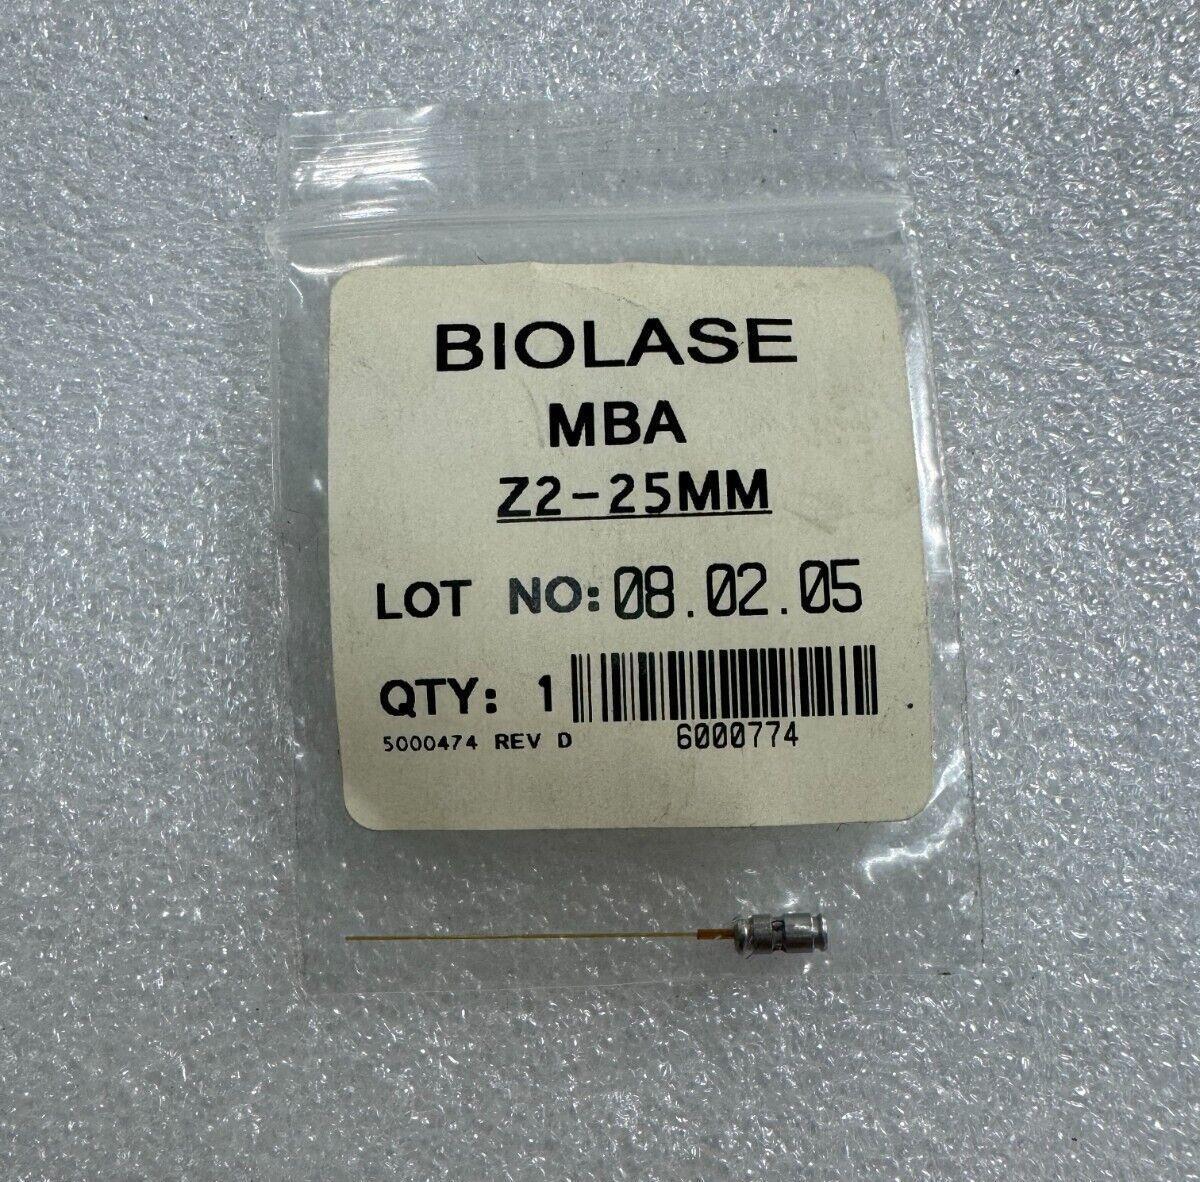 BIOLASE
MBA
Z2-25MM
LOT NO: 08.02.05
QTY: 1
5000474 REV D
6000774